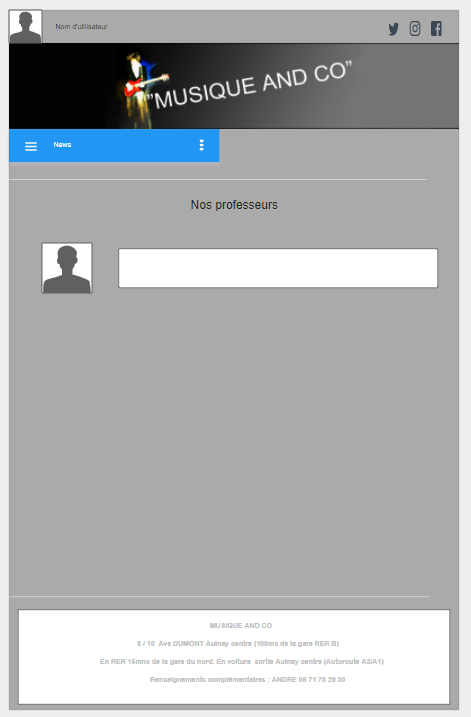 Nom d'utilisateur
"MUSIQUE AND CO"
News
Nos professeurs
MUSIQUE AND CO
8 / 10 Ave DUMONT Aulnay centre (100ms de la gare RER B)
En RER 15mms de la gare du nord. En voiture sortie Aulnay centre (Autoroute A3/A1)
Renseignements complémentaires : ANDRE 06 71 73 29 50